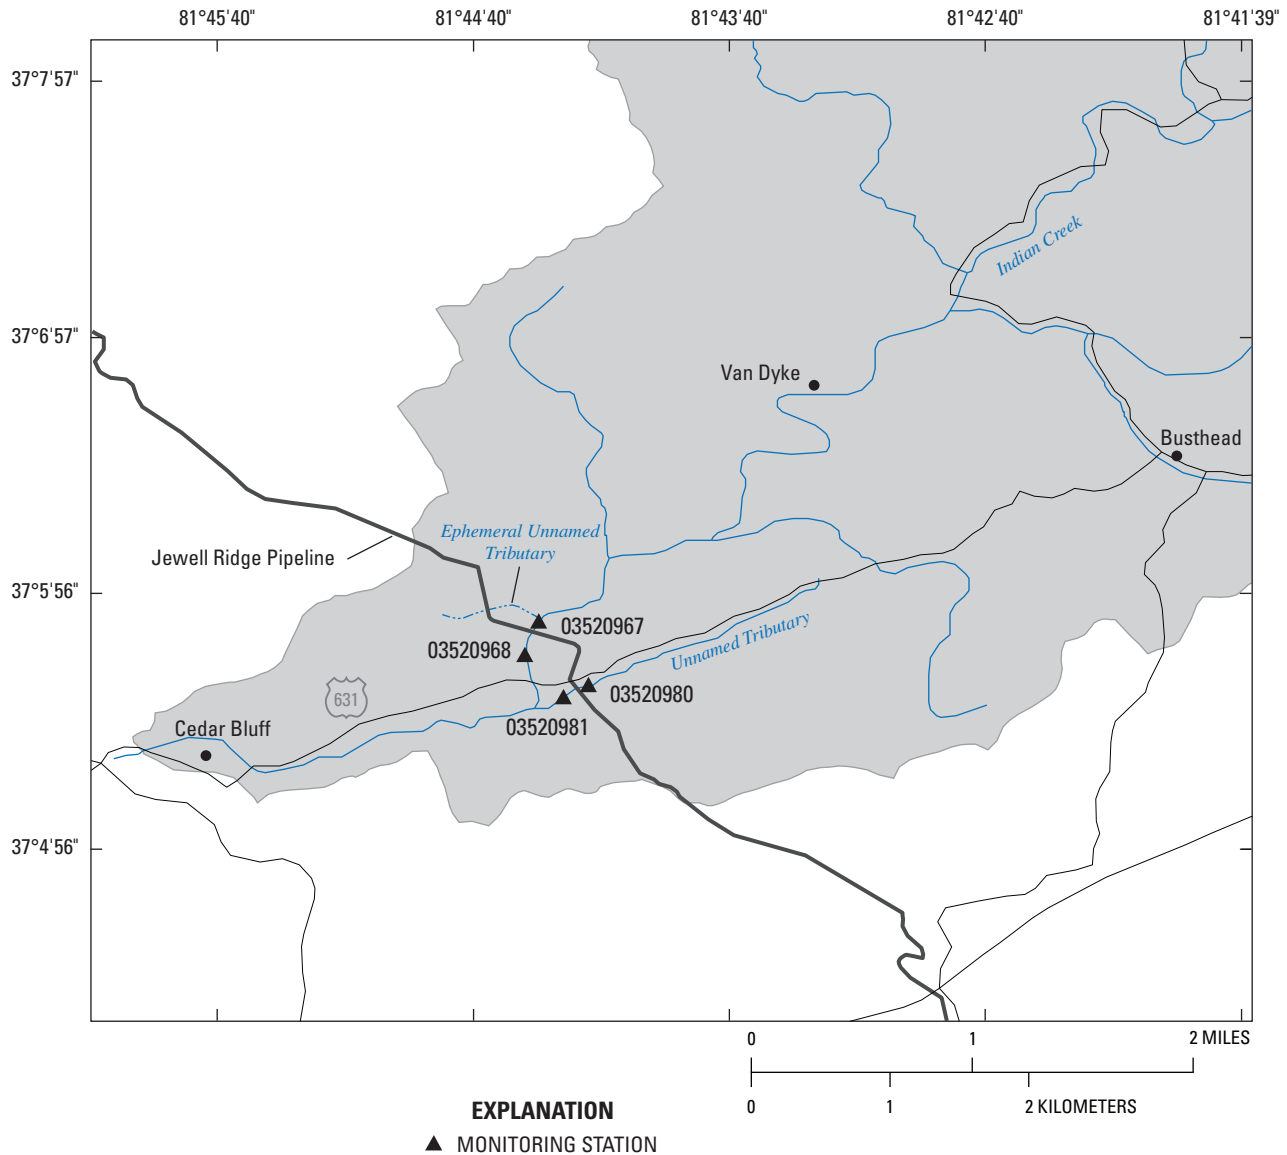 81°45'40" 81°44'40" 81°43'40" 81°42'40" 81°41'39"
37°7'57"
Indian Creek
37°6'57"
Van Dyke
Busthead
Ephemeral Unnamed
Tributary
Jewell Ridge Pipeline
37°5'56"
03520967
Unnamed Tributary
03520968
03520980
631
03520981
Cedar Bluff
37°4'56"
0 1 2 MILES
0 1 2 KILOMETERS
EXPLANATION
MONITORING STATION